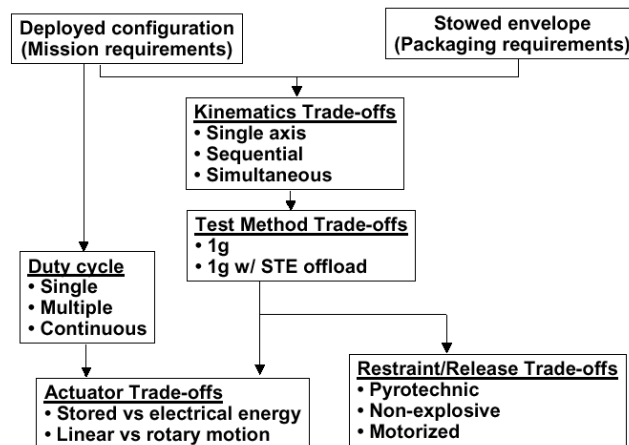 Deployed configuration
(Mission requirements)
Stowed envelope
(Packaging requirements)
Kinematics Trade-offs
• Single axis
• Sequential
• Simultaneous
Test Method Trade-offs
• 1g
• 1g w/ STE offload
Duty cycle
• Single
• Multiple
• Continuous
Actuator Trade-offs
• Stored vs electrical energy
• Linear vs rotary motion
Restraint/Release Trade-offs
• Pyrotechnic
• Non-explosive
• Motorized